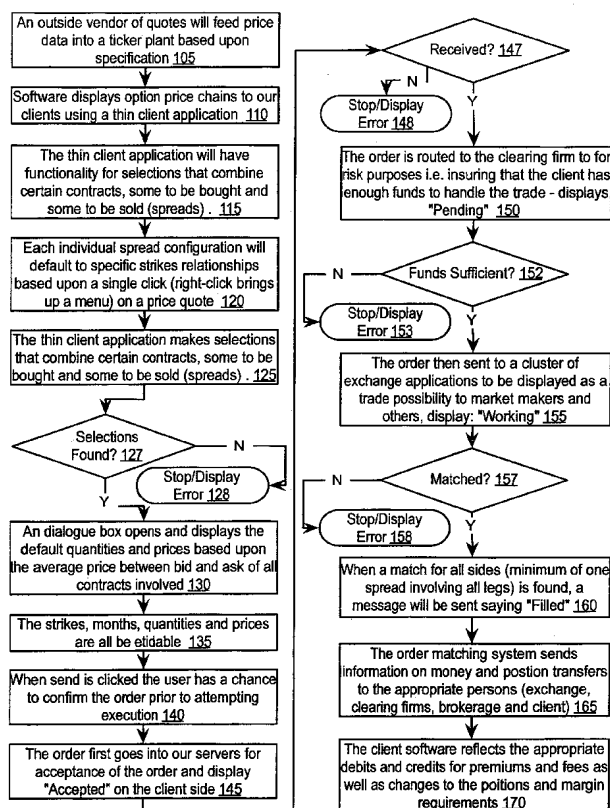 An outside vendor of quotes will feed price
data into a ticker plant based upon
specification 105
Software displays option price chains to our
clients using a thin client application 110
The thin client application will have
functionality for selections that combine
certain contracts, some to be bought and
some to be sold (spreads) . 115
Each individual spread configuration will
default to specific strikes relationships
based upon a single click (right-click brings
up a menu) on a price quote 120
The thin client application makes selections
that combine certain contracts, some to be
bought and some to be sold (spreads) . 125
Selections
Found? 127
N
Stop/Display
Error 128
Y
An dialogue box opens and displays the
default quantities and prices based upon
the average price between bid and ask of all
contracts involved 130
The strikes, months, quantities and prices
are all be etidable 135
When send is clicked the user has a chance
to confirm the order prior to attempting
execution 140
The order first goes into our servers for
acceptance of the order and display
"Accepted" on the client side 145
Received? 147
N
Stop/Display
Error 148
Y
The order is routed to the clearing firm to for
risk purposes i.e. insuring that the client has
enough funds to handle the trade - displays
"Pending" 150
N
Funds Sufficient? 152
Stop/Display
Error 153
Y
The order then sent to a cluster of
exchange applications to be displayed as a
trade possibility to market makers and
others, display: "Working" 155
N
Matched? 157
Stop/Display
Error 158
Y
When a match for all sides (minimum of one
spread involving all legs) is found, a
message will be sent saying "Filled" 160
The order matching system sends
information on money and postion transfers
to the appropriate persons (exchange,
clearing firms, brokerage and client) 165
The client software reflects the appropriate
debits and credits for premiums and fees as
well as changes to the poitions and margin
requirements 170